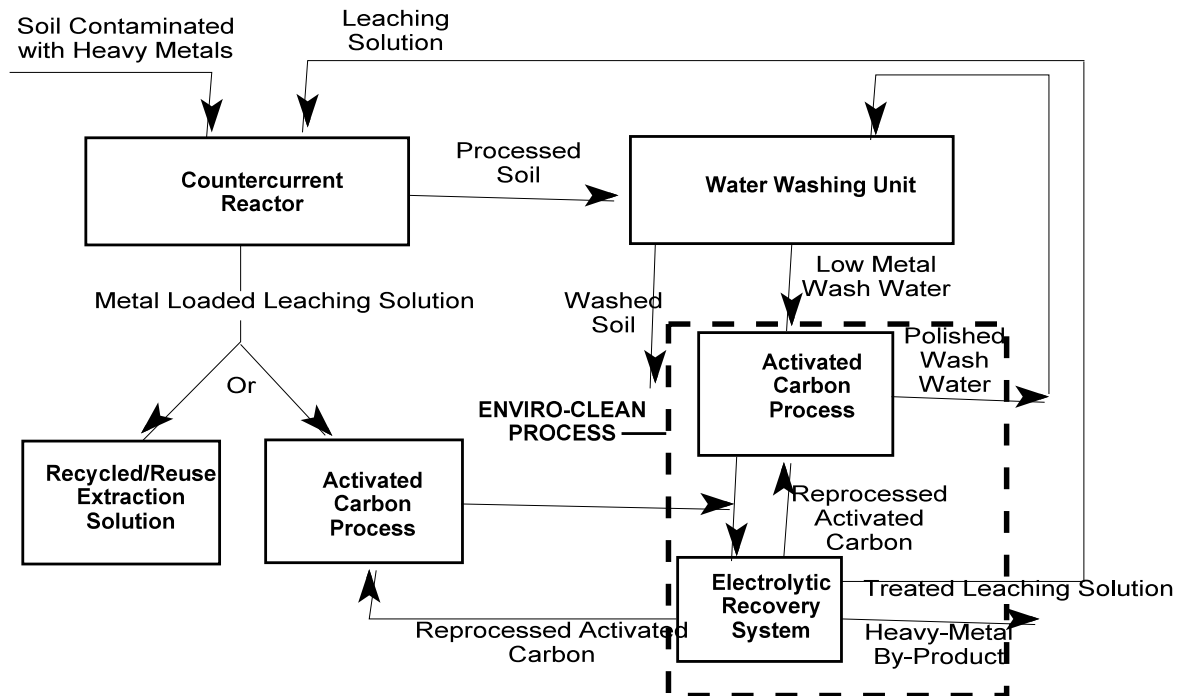 Soil Contaminated
with Heavy Metals
Leaching
Solution
Countercurrent
Reactor
Processed
Soil
Water Washing Unit
Metal Loaded Leaching Solution
Washed
Soil
Low Metal
Wash Water
Or
ENVIRO-CLEAN
PROCESS
Activated
Carbon
Process
Polished
Wash
Water
Recycled/Reuse
Extraction
Solution
Activated
Carbon
Process
Reprocessed
Activated
Carbon
Reprocessed Activated
Carbon
Electrolytic
Recovery
System
Treated Leaching Solution
Heavy-Metal
By-Product